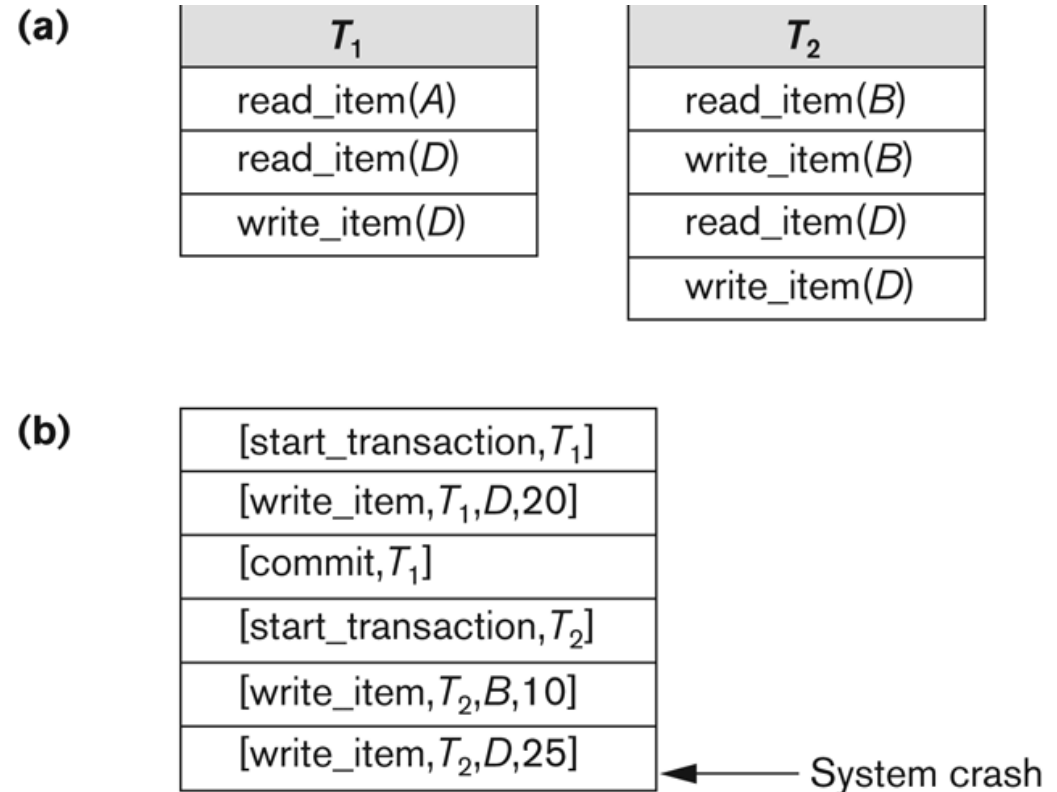 (a)
T₁
read_item(A)
read_item(D)
write_item(D)
T₂
read_item(B)
write_item(B)
read_item(D)
write_item(D)
(b)
[start_transaction,T₁]
[write_item,T₁,D,20]
[commit,T₁]
[start_transaction,T₂]
[write_item,T₂,B,10]
[write_item,T₂,D,25]
System crash